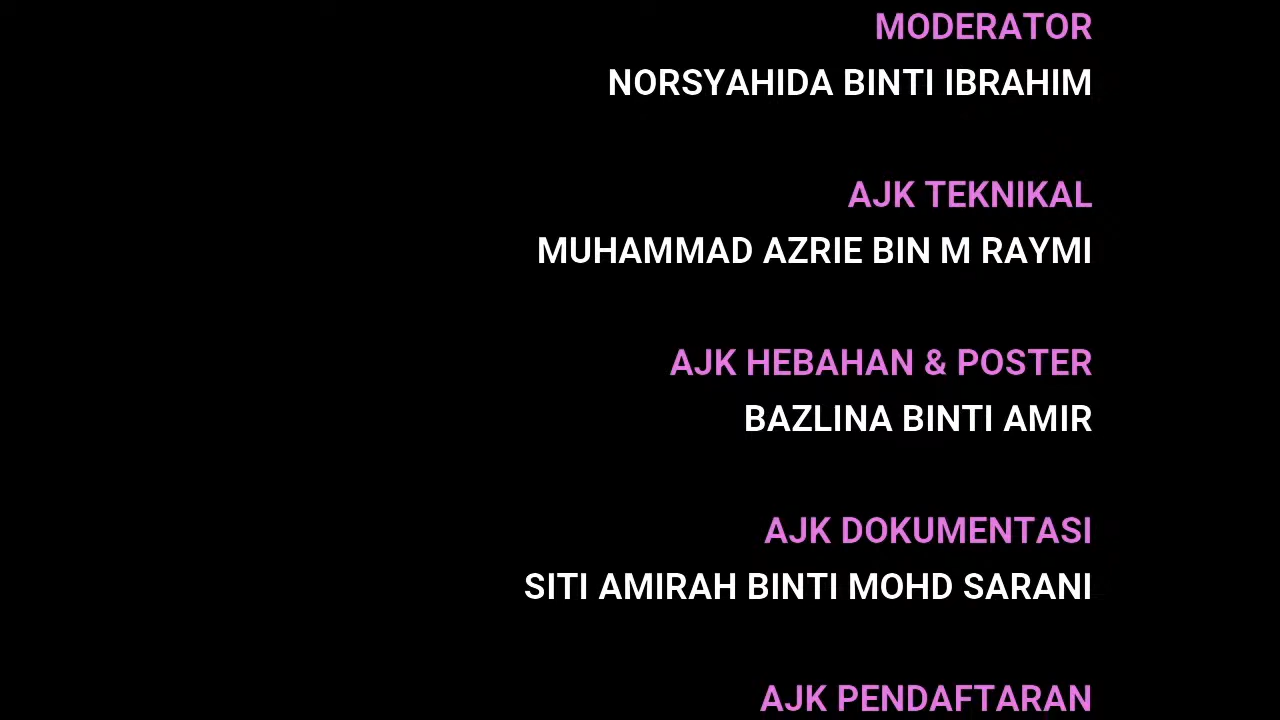 MODERATOR
NORSYAHIDA BINTI IBRAHIM
AJK TEKNIKAL
MUHAMMAD AZRIE BIN M RAYMI
AJK HEBAHAN & POSTER
BAZLINA BINTI AMIR
AJK DOKUMENTASI
SITI AMIRAH BINTI MOHD SARANI
AJK PENDAFTARAN